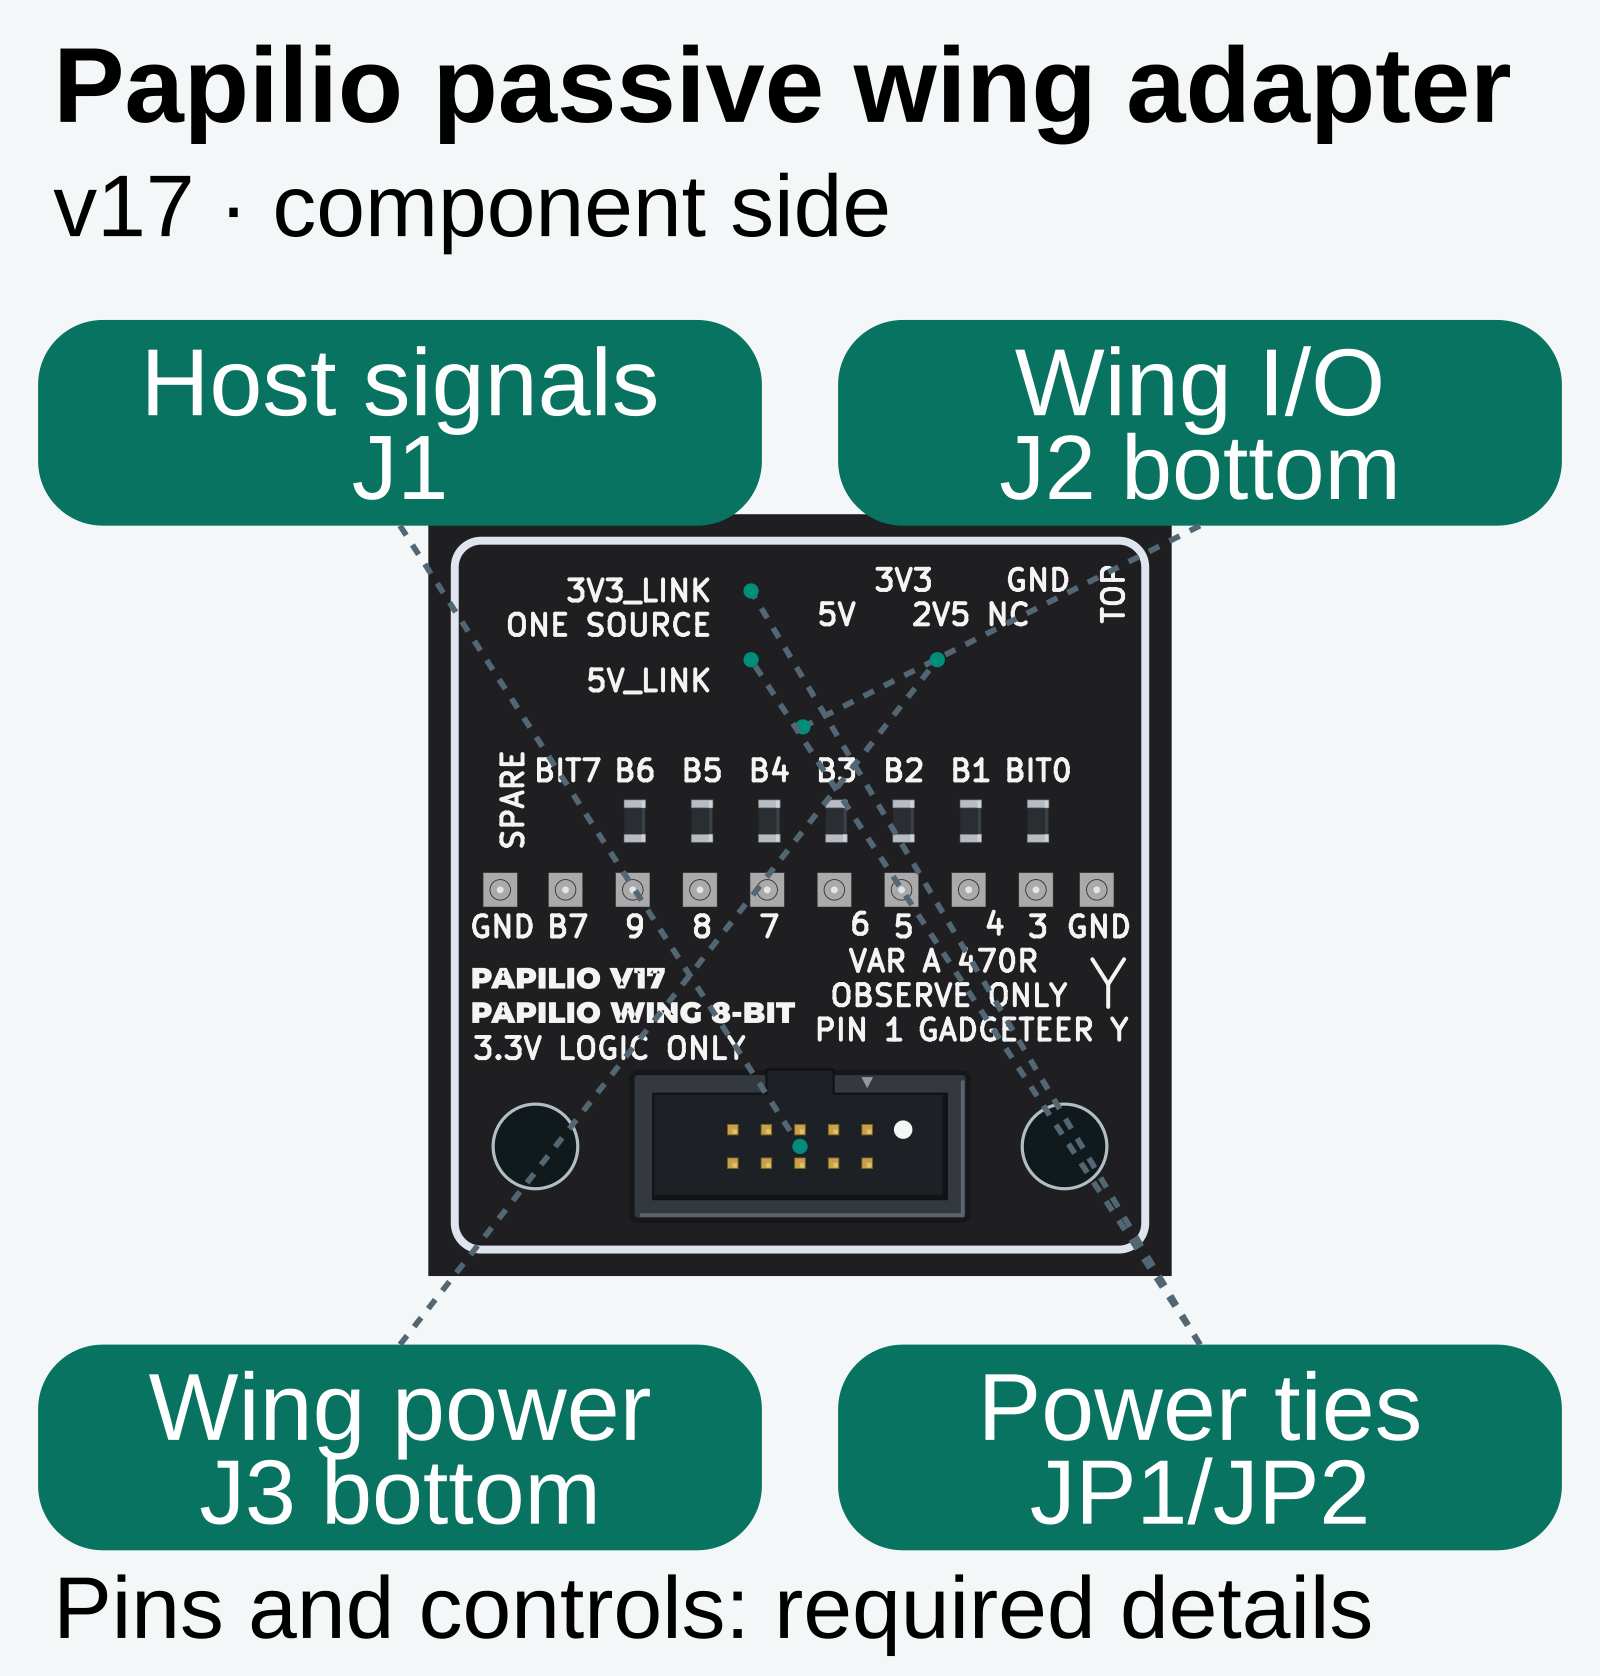 Papilio passive wing adapter
v17 · component side
Host signals
J1
Wing I/O
J2 bottom
3V3_LINK
ONE SOURCE
5V_LINK
3V3 GND
5V 2V5 NC
TOP
SPARE
BIT7 B6 B5 B4 B3 B2 B1 BIT0
GND B7 9 8 7 6 5 4 3 GND
PAPILIO V17
PAPILIO WING 8-BIT
3.3V LOGIC ONLY
VAR A 470R
OBSERVE ONLY
PIN 1 GADGETEER Y
Y
Wing power
J3 bottom
Power ties
JP1/JP2
Pins and controls: required details